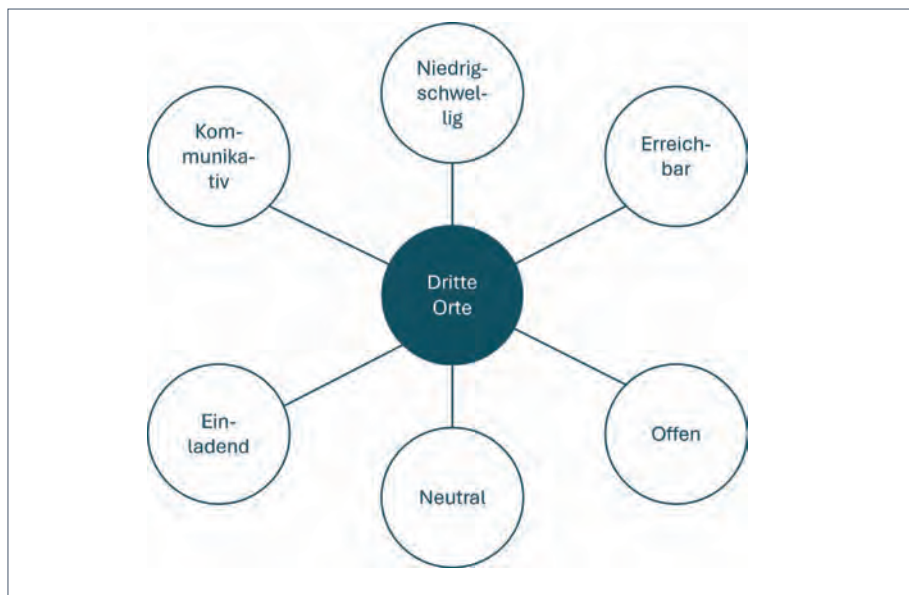 Niedrig-
schwel-
lig
Kom-
munika-
tiv
Erreich-
bar
Dritte
Orte
Ein-
ladend
Offen
Neutral